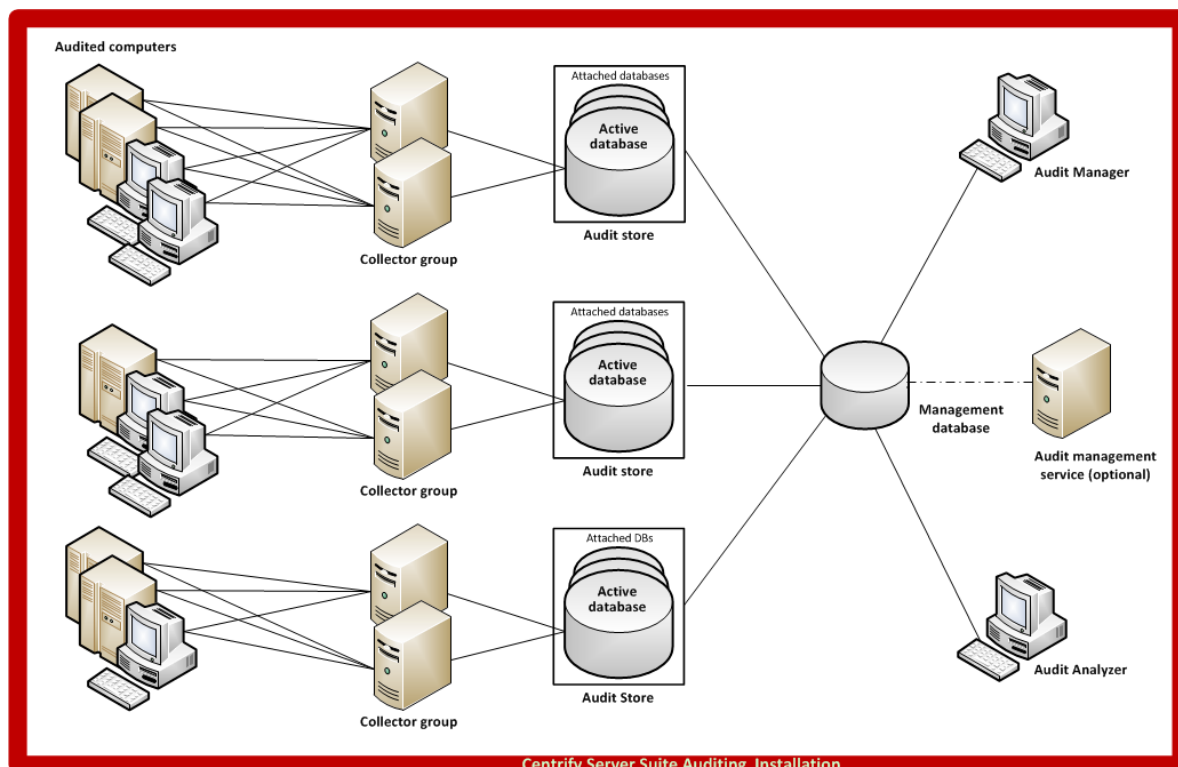 Audited computers
Attached databases
Active
database
Audit store
Collector group
Audit Manager
Attached databases
Active
database
Audit store
Collector group
Management
database
Audit management
service (optional)
Attached DBs
Active
database
Audit Store
Collector group
Audit Analyzer
Centrify Server Suite Auditing Installation